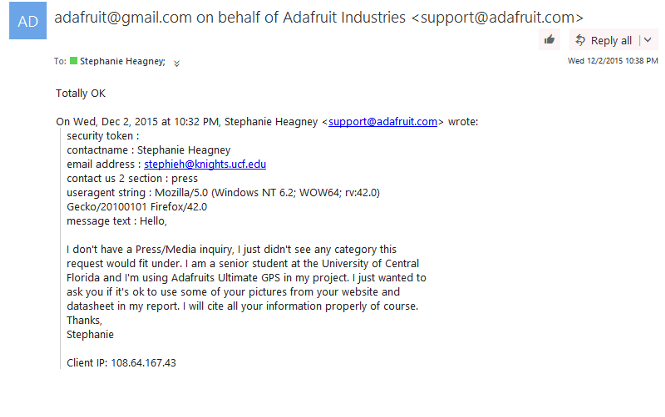 AD
adafruit@gmail.com on behalf of Adafruit Industries <support@adafruit.com>
Reply all
To: Stephanie Heagney;
Wed 12/2/2015 10:38 PM
Totally OK
On Wed, Dec 2, 2015 at 10:32 PM, Stephanie Heagney <support@adafruit.com> wrote:
security token :
contactname : Stephanie Heagney
email address : stephieh@knights.ucf.edu
contact us 2 section : press
useragent string : Mozilla/5.0 (Windows NT 6.2; WOW64; rv:42.0)
Gecko/20100101 Firefox/42.0
message text : Hello,
I don't have a Press/Media inquiry, I just didn't see any category this
request would fit under. I am a senior student at the University of Central
Florida and I'm using Adafruits Ultimate GPS in my project. I just wanted to
ask you if it's ok to use some of your pictures from your website and
datasheet in my report. I will cite all your information properly of course.
Thanks,
Stephanie
Client IP: 108.64.167.43